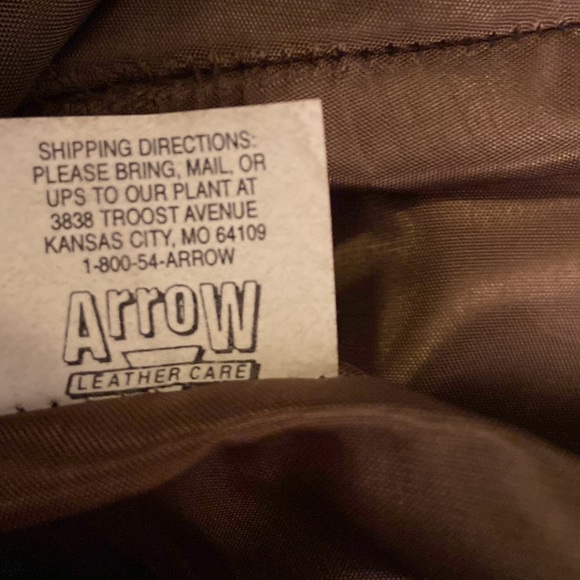 SHIPPING DIRECTIONS:
PLEASE BRING, MAIL, OR
UPS TO OUR PLANT AT
3838 TROOST AVENUE
KANSAS CITY, MO 64109
1-800-54-ARROW
ArroW
LEATHER CARE